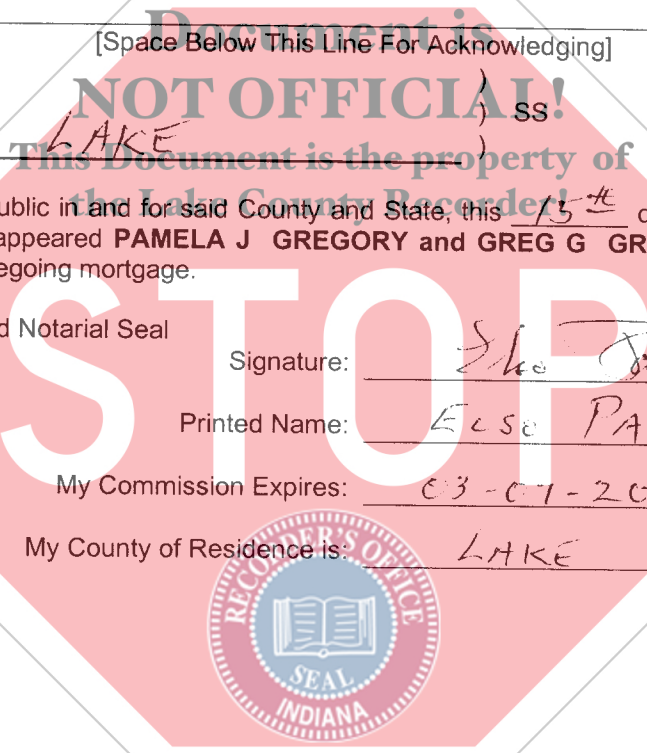 Document is
[Space Below This Line For Acknowledging]
NOT OFFICIAL!
) 
) SS
LAKE )
This Document is the property of
the Lake County Recorder!
ublic in and for said County and State, this 13th
appeared PAMELA J GREGORY and GREG G GR
egoing mortgage.
STOP
d Notarial Seal
Signature:
Printed Name: PA
My Commission Expires:
My County of Residence is: LAKE
RECORDER'S OFFICE
SEAL
INDIANA